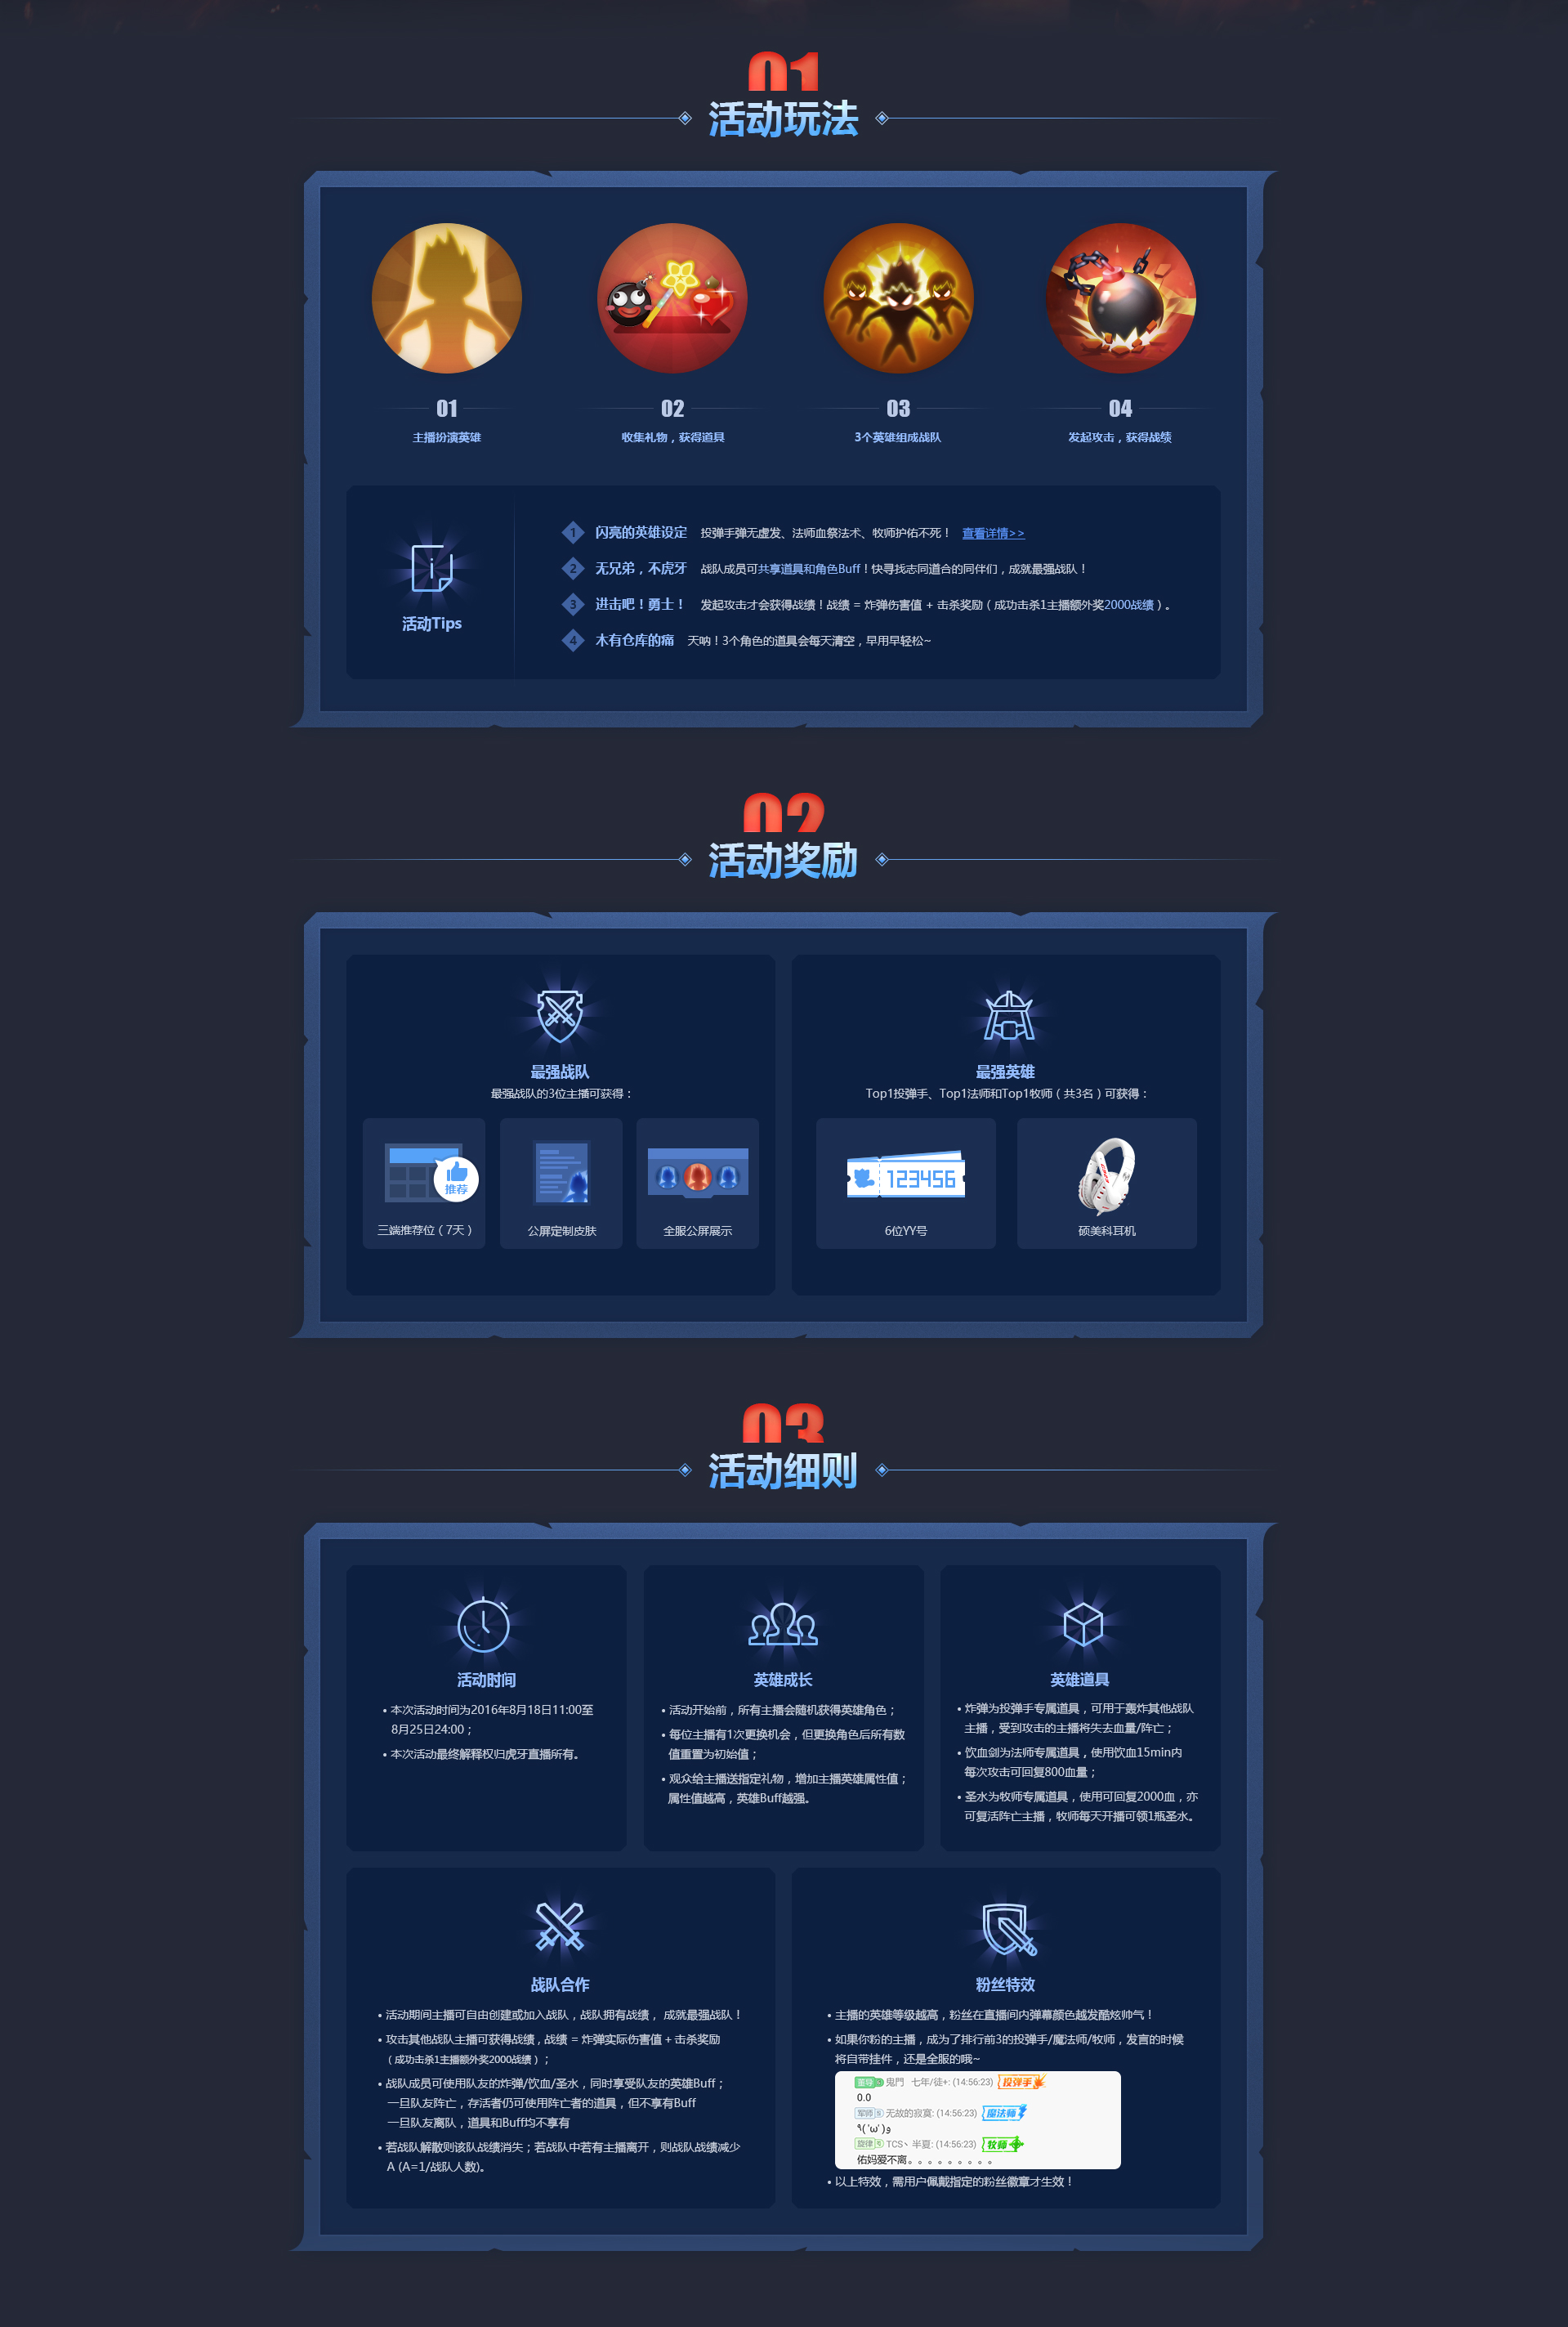 01
活动玩法
01
主播扮演英雄
02
收集礼物，获得道具
03
3个英雄组成战队
04
发起攻击，获得战绩
活动Tips
1 闪亮的英雄设定 投弹手弹无虚发、法师血祭法术、牧师护佑不死！ 查看详情>>
2 无兄弟，不虎牙 战队成员可共享道具和角色Buff！快寻找志同道合的同伴们，成就最强战队！
3 进击吧！勇士！ 发起攻击才会获得战绩！战绩 = 炸弹伤害值 + 击杀奖励（成功击杀1主播额外奖2000战绩）。
4 木有仓库的痛 天呐！3个角色的道具会每天清空，早用早轻松~
02
活动奖励
最强战队
最强战队的3位主播可获得：
推荐
三端推荐位（7天）
公屏定制皮肤
全服公屏展示
最强英雄
Top1投弹手、Top1法师和Top1牧师（共3名）可获得：
123456
6位YY号
硕美科耳机
03
活动细则
活动时间
• 本次活动时间为2016年8月18日11:00至
8月25日24:00；
• 本次活动最终解释权归虎牙直播所有。
英雄成长
• 活动开始前，所有主播会随机获得英雄角色；
• 每位主播有1次更换机会，但更换角色后所有数
值重置为初始值；
• 观众给主播送指定礼物，增加主播英雄属性值；
属性值越高，英雄Buff越强。
英雄道具
• 炸弹为投弹手专属道具，可用于轰炸其他战队
主播，受到攻击的主播将失去血量/阵亡；
• 饮血剑为法师专属道具，使用饮血15min内
每次攻击可回复800血量；
• 圣水为牧师专属道具，使用可回复2000血，亦
可复活阵亡主播，牧师每天开播可领1瓶圣水。
战队合作
• 活动期间主播可自由创建或加入战队，战队拥有战绩， 成就最强战队！
• 攻击其他战队主播可获得战绩，战绩 = 炸弹实际伤害值 + 击杀奖励
（成功击杀1主播额外奖2000战绩）；
• 战队成员可使用队友的炸弹/饮血/圣水，同时享受队友的英雄Buff；
一旦队友阵亡，存活者仍可使用阵亡者的道具，但不享有Buff
一旦队友离队，道具和Buff均不享有
• 若战队解散则该队战绩消失；若战队中若有主播离开，则战队战绩减少
A (A=1/战队人数)。
粉丝特效
• 主播的英雄等级越高，粉丝在直播间内弹幕颜色越发酷炫帅气！
• 如果你粉的主播，成为了排行前3的投弹手/魔法师/牧师，发言的时候
将自带挂件，还是全服的哦~
鬼門 七年/徒+: (14:56:23) 投弹手
0.0
军师 5 无故的寂寞: (14:56:23) 魔法师
٩( 'ω' )و
旋律 TCS丶半夏: (14:56:23) 牧师
佑妈爱不离。。。。。。。。。
• 以上特效，需用户佩戴指定的粉丝徽章才生效！